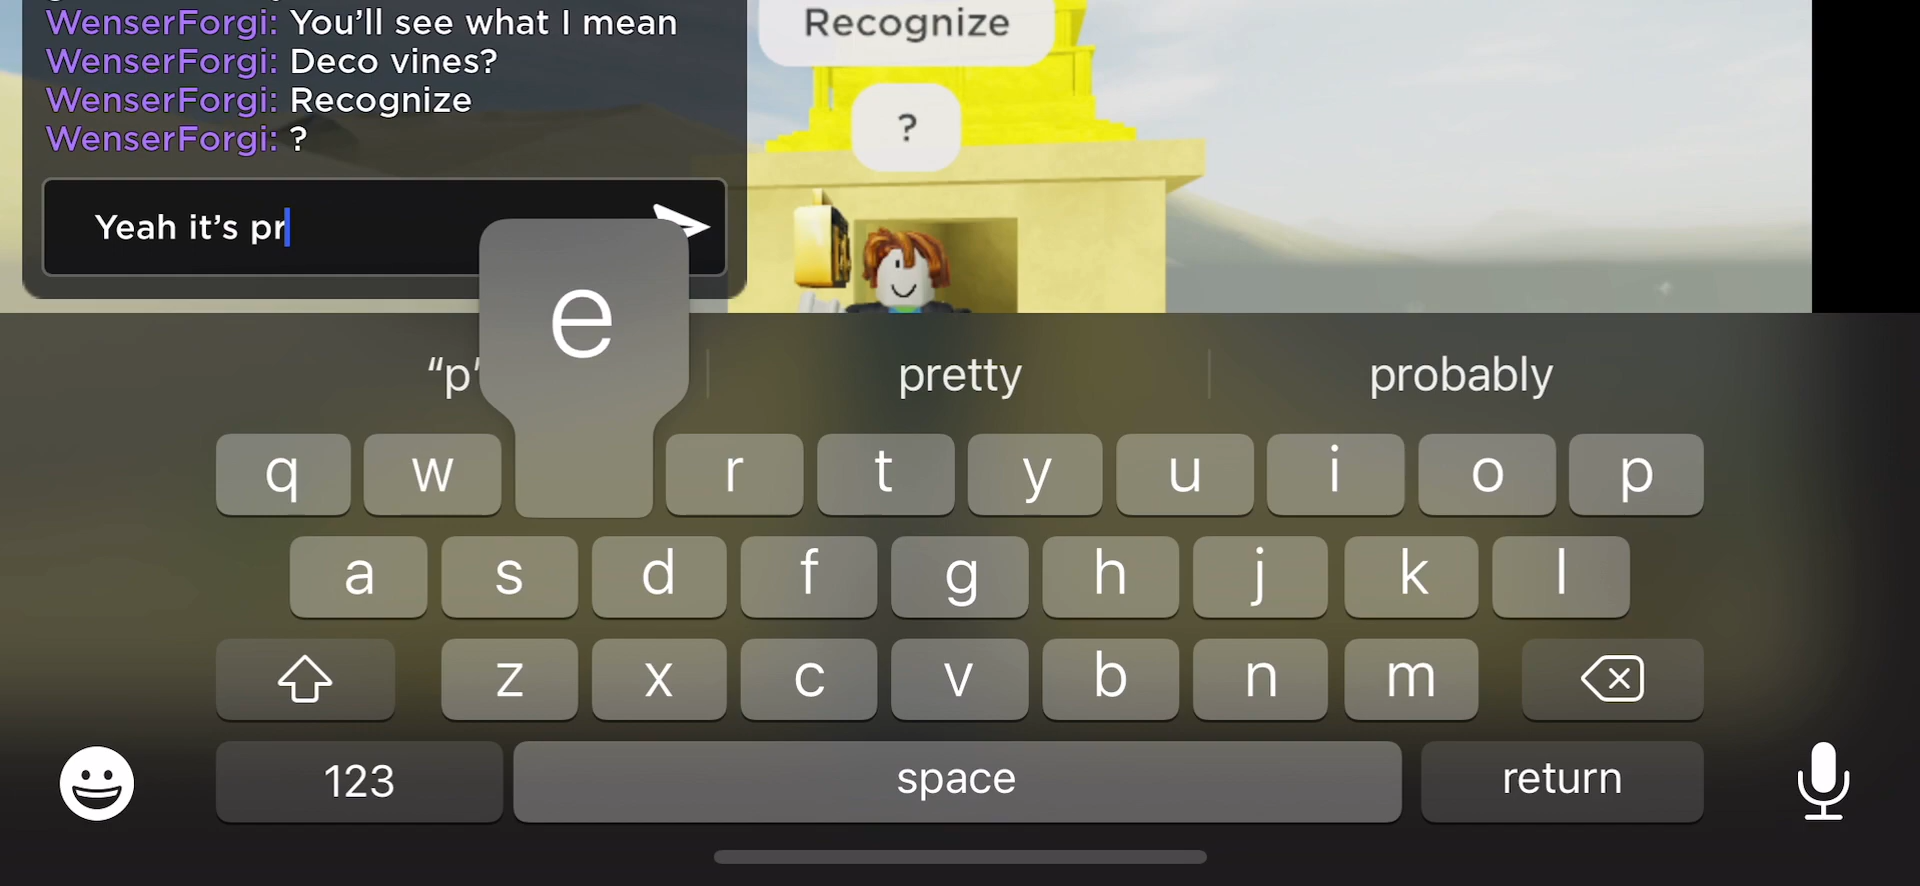 WenserForgi: You'll see what I mean
WenserForgi: Deco vines?
WenserForgi: Recognize
WenserForgi: ?
Yeah it's pr
Recognize
?
e
“p pretty probably
q w r t y u i o p
a s d f g h j k l
z x c v b n m
123 space return